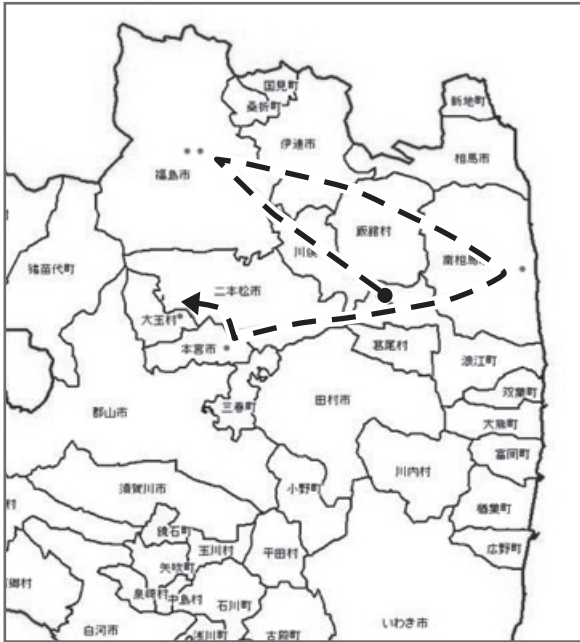 国見町
桑折町
新地町
伊達市
相馬市
福島市
飯舘村
川俣
南相馬
猪苗代町
二本松市
大玉村
本宮市
葛尾村
浪江町
双葉町
三春町
田村市
大熊町
郡山市
富岡町
川内村
須賀川市
小野町
楢葉町
村
鏡石町
玉川村
平田村
広野町
矢吹町
郷村
泉崎村
中島村
石川町
白河市
浅川町
古殿町
いわき市